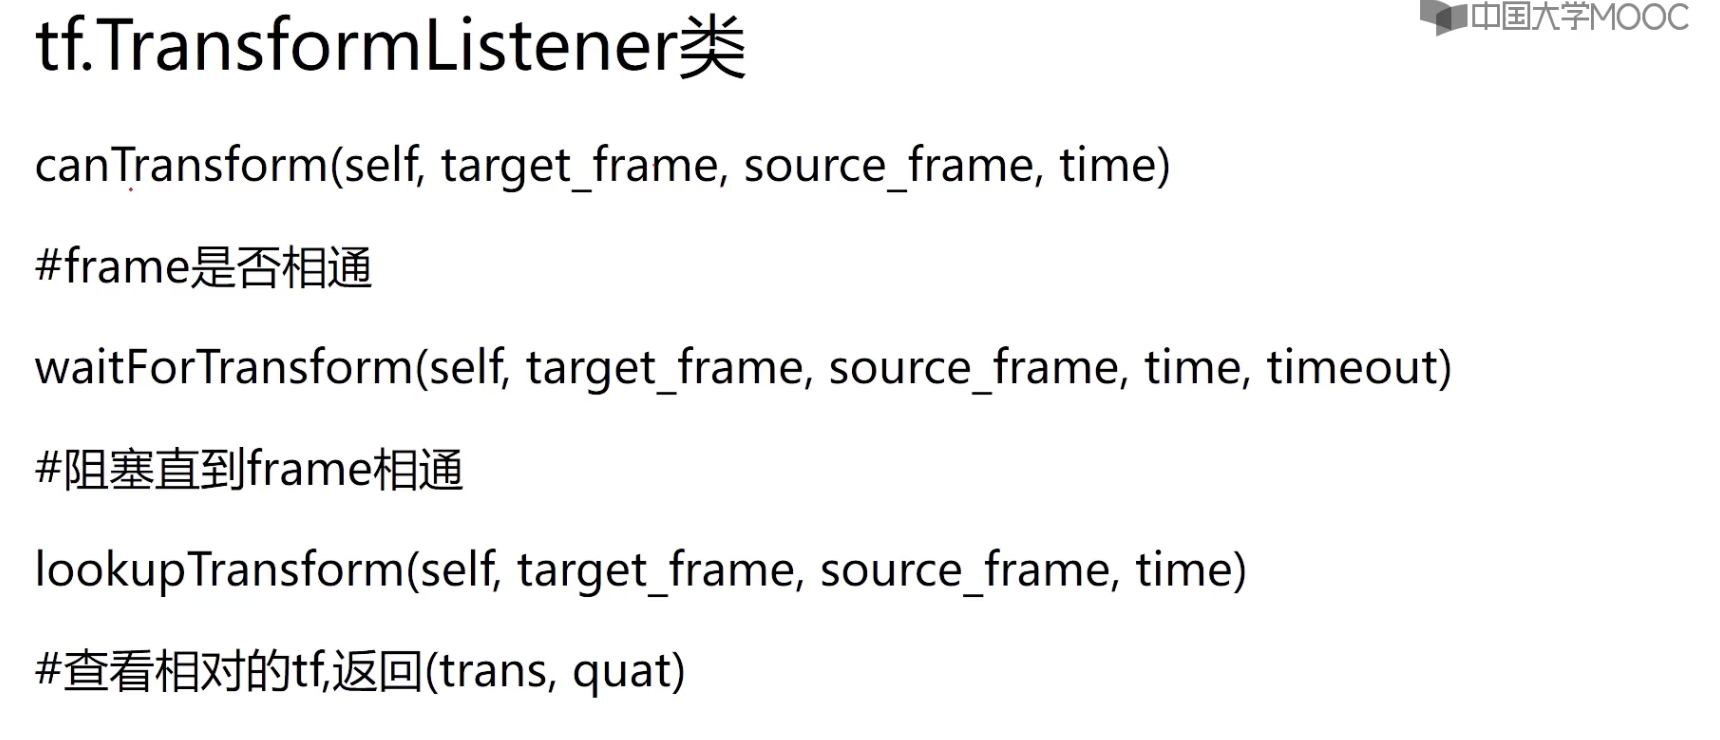 中国大学MOOC
tf.TransformListener类
canTransform(self, target_frame, source_frame, time)
#frame是否相通
waitForTransform(self, target_frame, source_frame, time, timeout)
#阻塞直到frame相通
lookupTransform(self, target_frame, source_frame, time)
#查看相对的tf,返回(trans, quat)